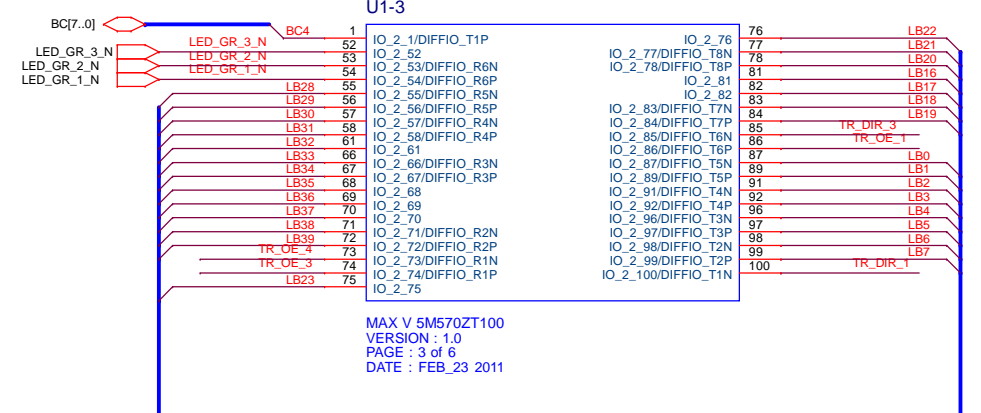 U1-3
BC[7..0]
BC4 1 IO_2_1/DIFFIO_T1P IO_2_76 76 LB22
LED_GR_3_N LED_GR_3_N 52 IO_2_52 IO_2_77/DIFFIO_T8N 77 LB21
LED_GR_2_N LED_GR_2_N 53 IO_2_53/DIFFIO_R6N IO_2_78/DIFFIO_T8P 78 LB20
LED_GR_1_N LED_GR_1_N 54 IO_2_54/DIFFIO_R6P IO_2_81 81 LB16
LB28 55 IO_2_55/DIFFIO_R5N IO_2_82 82 LB17
LB29 56 IO_2_56/DIFFIO_R5P IO_2_83/DIFFIO_T7N 83 LB18
LB30 57 IO_2_57/DIFFIO_R4N IO_2_84/DIFFIO_T7P 84 LB19
LB31 58 IO_2_58/DIFFIO_R4P IO_2_85/DIFFIO_T6N 85 TR_DIR_3
LB32 61 IO_2_61 IO_2_86/DIFFIO_T6P 86 TR_OE_1
LB33 66 IO_2_66/DIFFIO_R3N IO_2_87/DIFFIO_T5N 87 LB0
LB34 67 IO_2_67/DIFFIO_R3P IO_2_89/DIFFIO_T5P 89 LB1
LB35 68 IO_2_68 IO_2_91/DIFFIO_T4N 91 LB2
LB36 69 IO_2_69 IO_2_92/DIFFIO_T4P 92 LB3
LB37 70 IO_2_70 IO_2_96/DIFFIO_T3N 96 LB4
LB38 71 IO_2_71/DIFFIO_R2N IO_2_97/DIFFIO_T3P 97 LB5
LB39 72 IO_2_72/DIFFIO_R2P IO_2_98/DIFFIO_T2N 98 LB6
TR_OE_4 73 IO_2_73/DIFFIO_R1N IO_2_99/DIFFIO_T2P 99 LB7
TR_OE_3 74 IO_2_74/DIFFIO_R1P IO_2_100/DIFFIO_T1N 100 TR_DIR_1
LB23 75 IO_2_75
MAX V 5M570ZT100
VERSION : 1.0
PAGE : 3 of 6
DATE : FEB_23 2011